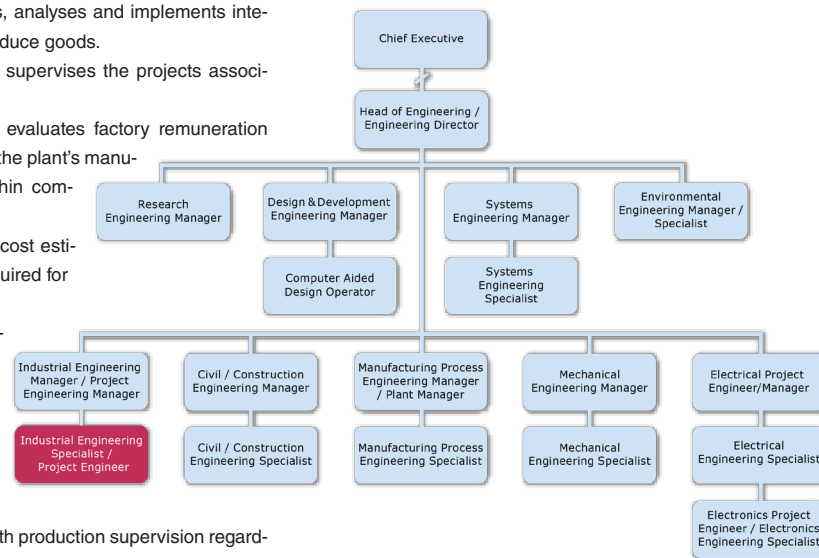 s, analyses and implements inte-
duce goods.
supervises the projects associ-
evaluates factory remuneration
the plant's manu-
hin com-
cost esti-
uired for
-
th production supervision regard-
Chief Executive
Head of Engineering /
Engineering Director
Research
Engineering Manager
Design & Development
Engineering Manager
Systems
Engineering Manager
Environmental
Engineering Manager /
Specialist
Computer Aided
Design Operator
Systems
Engineering
Specialist
Industrial Engineering
Manager / Project
Engineering Manager
Civil / Construction
Engineering Manager
Manufacturing Process
Engineering Manager
/ Plant Manager
Mechanical
Engineering Manager
Electrical Project
Engineer/Manager
Industrial Engineering
Specialist /
Project Engineer
Civil / Construction
Engineering Specialist
Manufacturing Process
Engineering Specialist
Mechanical
Engineering Specialist
Electrical
Engineering Specialist
Electronics Project
Engineer / Electronics
Engineering Specialist